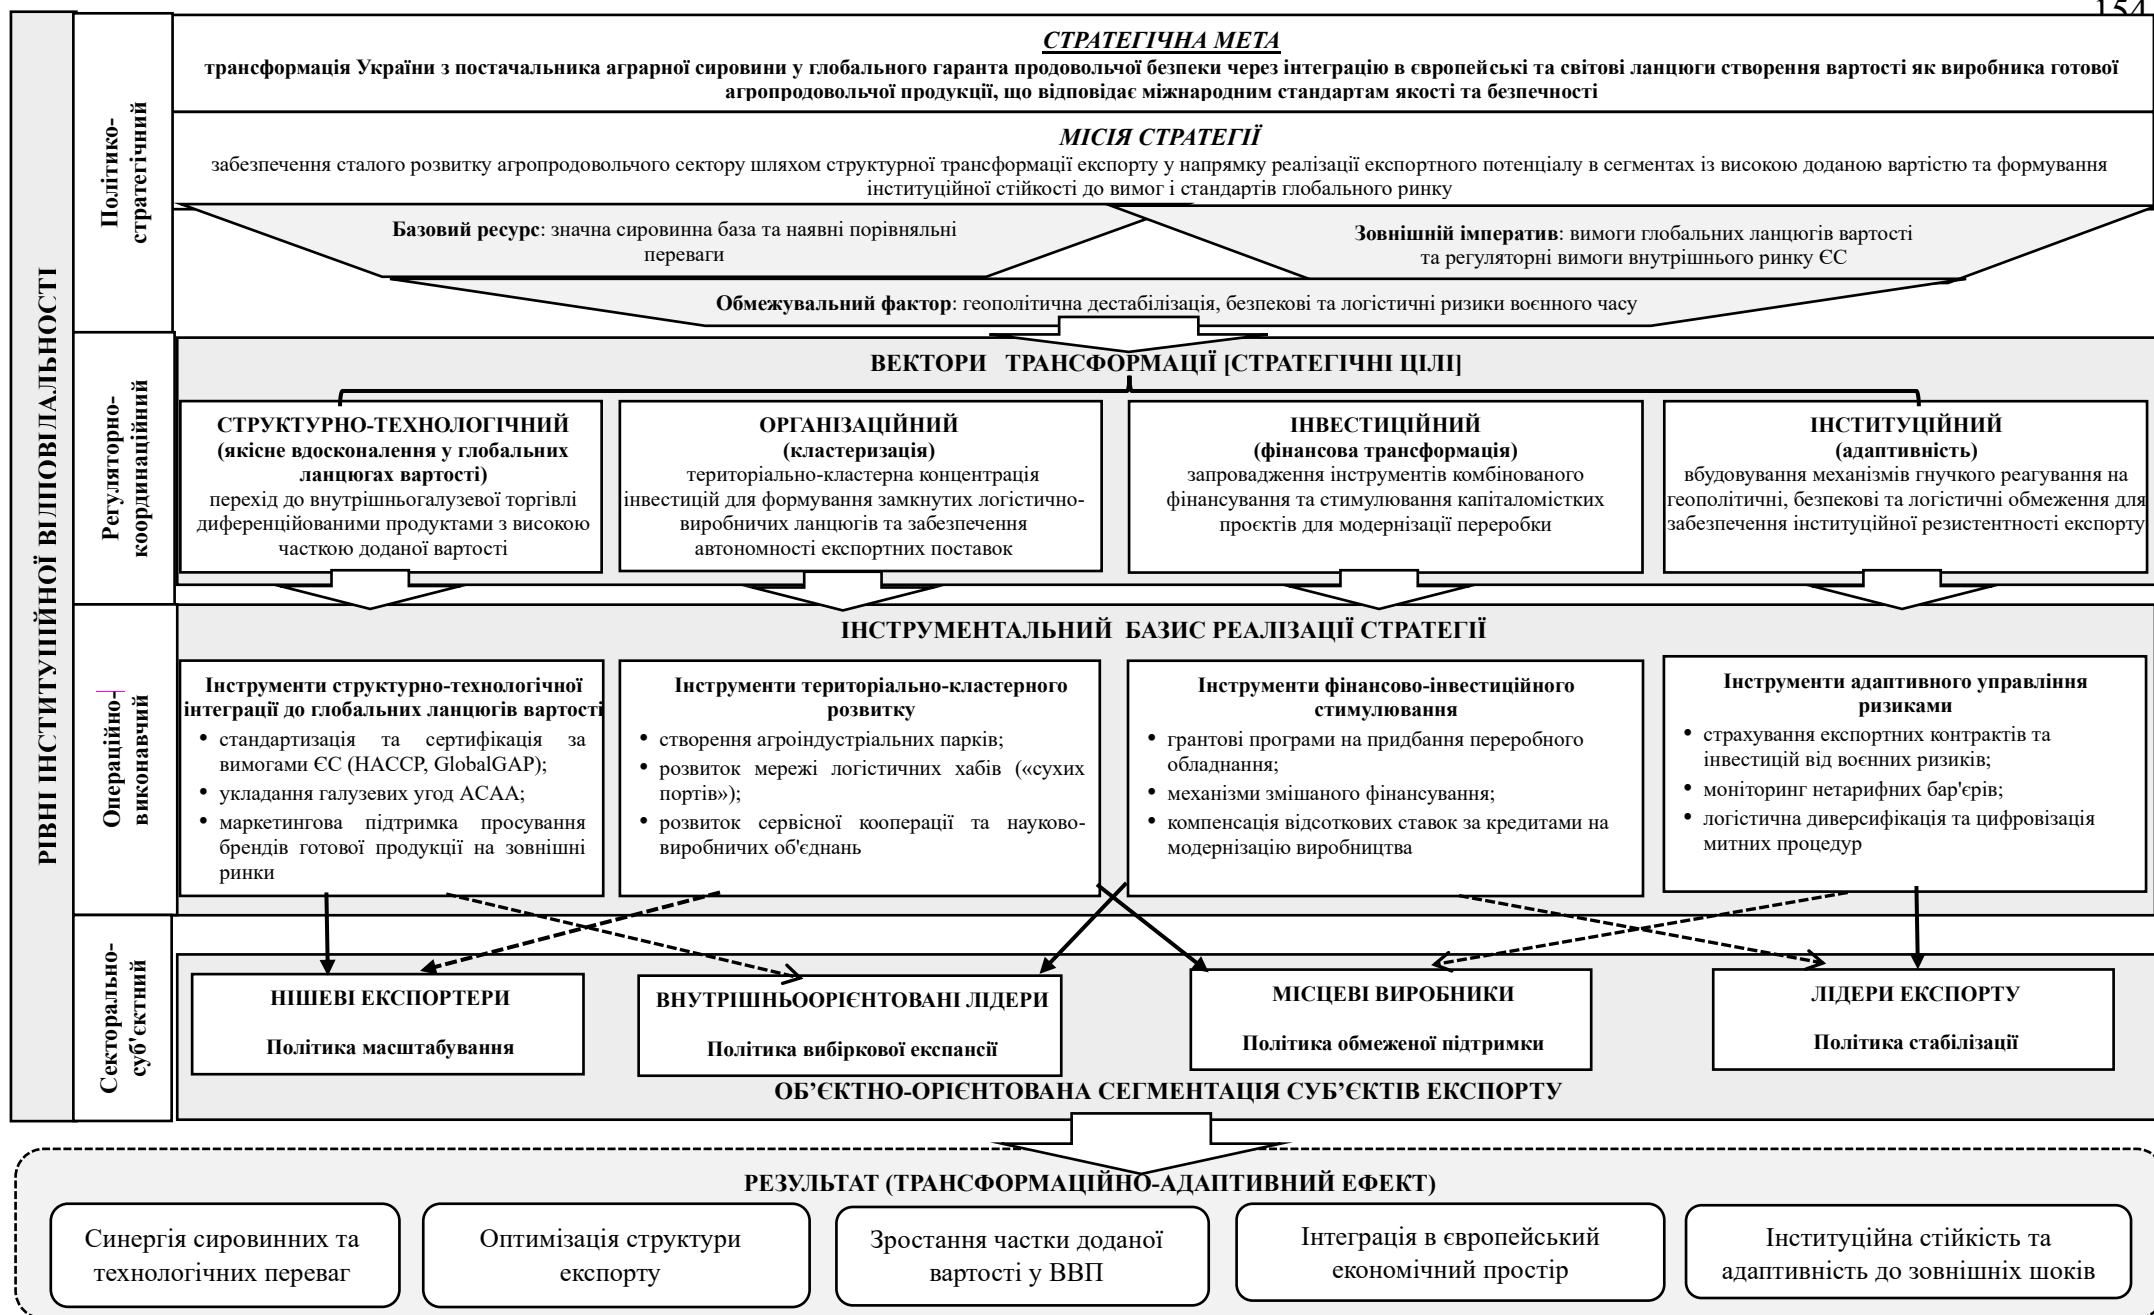 154
СТРАТЕГІЧНА МЕТА
трансформація України з постачальника аграрної сировини у глобального гаранта продовольчої безпеки через інтеграцію в європейські та світові ланцюги створення вартості як виробника готової
агропродовольчої продукції, що відповідає міжнародним стандартам якості та безпечності
МІСІЯ СТРАТЕГІЇ
забезпечення сталого розвитку агропродовольчого сектору шляхом структурної трансформації експорту у напрямку реалізації експортного потенціалу в сегментах із високою доданою вартістю та формування
інституційної стійкості до вимог і стандартів глобального ринку
Базовий ресурс: значна сировинна база та наявні порівняльні
переваги
Зовнішній імператив: вимоги глобальних ланцюгів вартості
та регуляторні вимоги внутрішнього ринку ЄС
Обмежувальний фактор: геополітична дестабілізація, безпекові та логістичні ризики воєнного часу
РІВНІ ІНСТИТУЦІЙНОЇ ВІДПОВІДАЛЬНОСТІ
Політико-
стратегічний
Регуляторно-
координаційний
Операційно-
виконавчий
Секторально-
суб'єктний
ВЕКТОРИ ТРАНСФОРМАЦІЇ [СТРАТЕГІЧНІ ЦІЛІ]
СТРУКТУРНО-ТЕХНОЛОГІЧНИЙ
(якісне вдосконалення у глобальних
ланцюгах вартості)
перехід до внутрішньогалузевої торгівлі
диференційованими продуктами з високою
часткою доданої вартості
ОРГАНІЗАЦІЙНИЙ
(кластеризація)
територіально-кластерна концентрація
інвестицій для формування замкнутих логістично-
виробничих ланцюгів та забезпечення
автономності експортних поставок
ІНВЕСТИЦІЙНИЙ
(фінансова трансформація)
запровадження інструментів комбінованого
фінансування та стимулювання капіталомістких
проєктів для модернізації переробки
ІНСТИТУЦІЙНИЙ
(адаптивність)
вбудовування механізмів гнучкого реагування на
геополітичні, безпекові та логістичні обмеження для
забезпечення інституційної резистентності експорту
ІНСТРУМЕНТАЛЬНИЙ БАЗИС РЕАЛІЗАЦІЇ СТРАТЕГІЇ
Інструменти структурно-технологічної
інтеграції до глобальних ланцюгів вартості
• стандартизація та сертифікація за
вимогами ЄС (HACCP, GlobalGAP);
• укладання галузевих угод ACAA;
• маркетингова підтримка просування
брендів готової продукції на зовнішні
ринки
Інструменти територіально-кластерного
розвитку
• створення агроіндустріальних парків;
• розвиток мережі логістичних хабів («сухих
портів»);
• розвиток сервісної кооперації та науково-
виробничих об'єднань
Інструменти фінансово-інвестиційного
стимулювання
• грантові програми на придбання переробного
обладнання;
• механізми змішаного фінансування;
• компенсація відсоткових ставок за кредитами на
модернізацію виробництва
Інструменти адаптивного управління
ризиками
• страхування експортних контрактів та
інвестицій від воєнних ризиків;
• моніторинг нетарифних бар'єрів;
• логістична диверсифікація та цифровізація
митних процедур
НІШЕВІ ЕКСПОРТЕРИ
Політика масштабування
ВНУТРІШНЬООРІЄНТОВАНІ ЛІДЕРИ
Політика вибіркової експансії
МІСЦЕВІ ВИРОБНИКИ
Політика обмеженої підтримки
ЛІДЕРИ ЕКСПОРТУ
Політика стабілізації
ОБ’ЄКТНО-ОРІЄНТОВАНА СЕГМЕНТАЦІЯ СУБ’ЄКТІВ ЕКСПОРТУ
РЕЗУЛЬТАТ (ТРАНСФОРМАЦІЙНО-АДАПТИВНИЙ ЕФЕКТ)
Синергія сировинних та
технологічних переваг
Оптимізація структури
експорту
Зростання частки доданої
вартості у ВВП
Інтеграція в європейський
економічний простір
Інституційна стійкість та
адаптивність до зовнішніх шоків